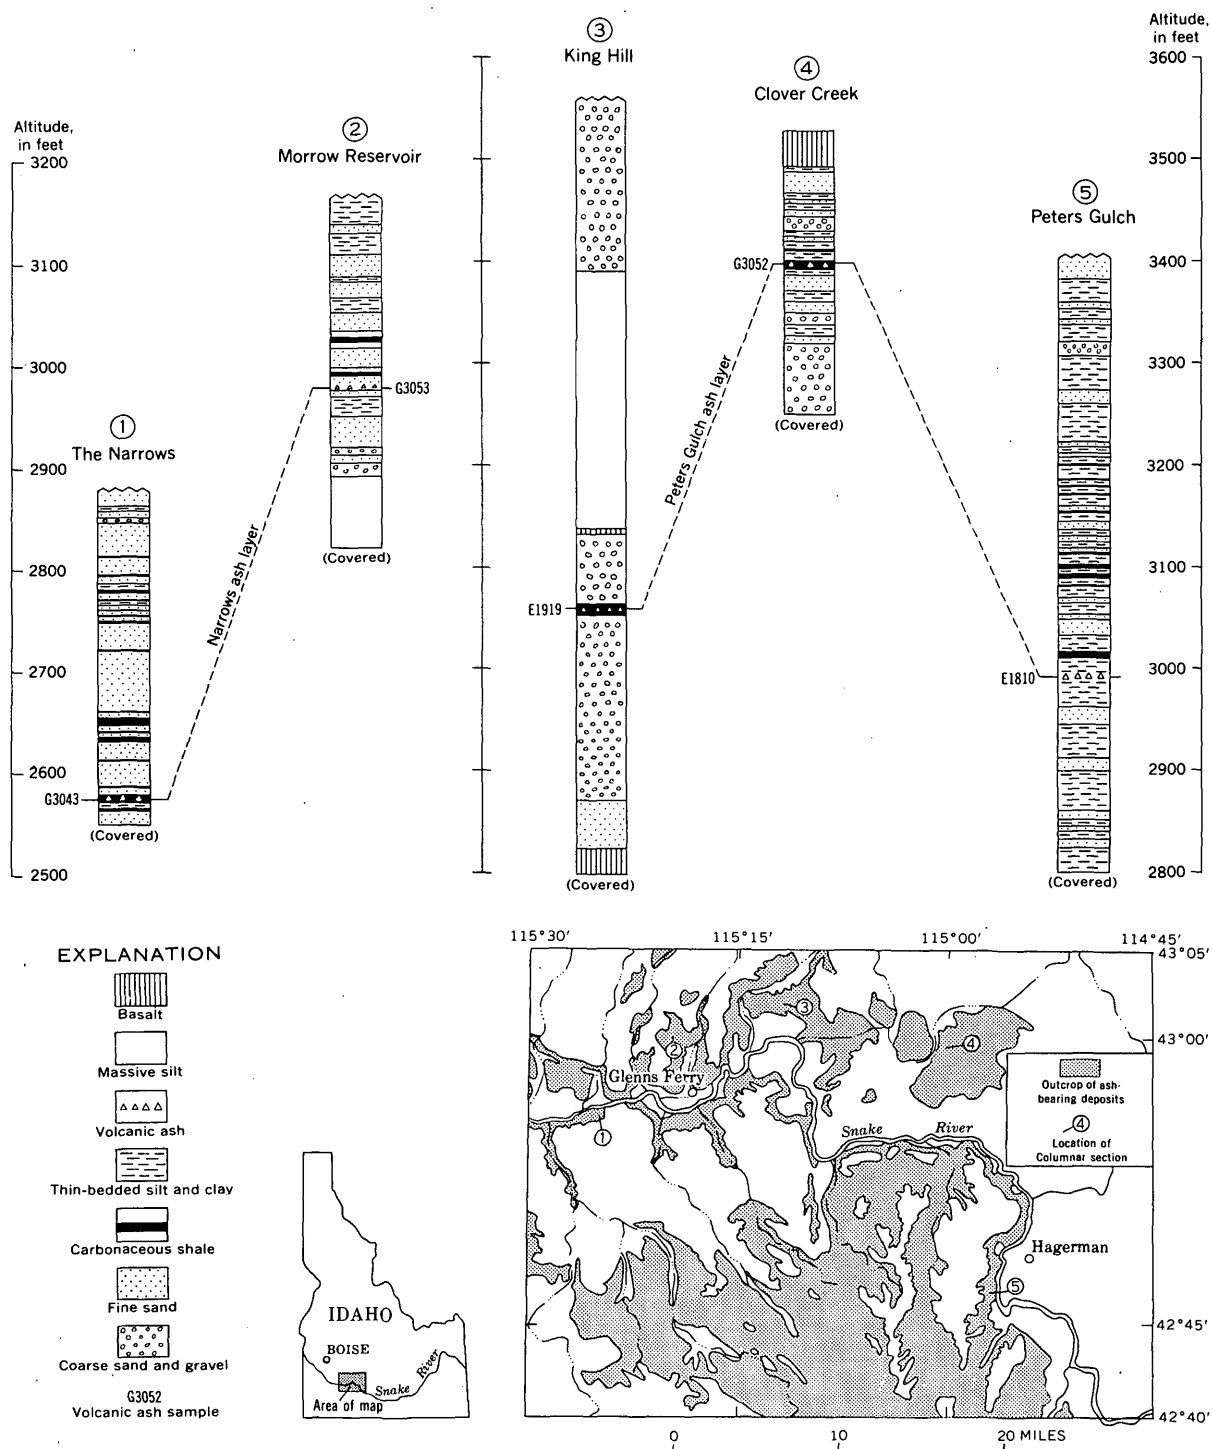 ③
King Hill
Altitude,
in feet
3600
④
Clover Creek
②
Morrow Reservoir
Altitude,
in feet
3200
3500
⑤
Peters Gulch
3100
G3052
3400
3000
G3053
3300
Peters Gulch ash layer
(Covered)
①
The Narrows
2900
3200
Narrows ash layer
(Covered)
2800
3100
E1919
2700
3000
E1810
2600
2900
G3043
(Covered)
2500
(Covered)
2800
(Covered)
EXPLANATION
Basalt
Massive silt
Volcanic ash
Thin-bedded silt and clay
Carbonaceous shale
Fine sand
Coarse sand and gravel
G3052
Volcanic ash sample
IDAHO
BOISE
Snake River
Area of map
115°30′ 115°15′ 115°00′ 114°45′
43°05′
③
43°00′
②
④
Glenns Ferry
Outcrop of ash-
bearing deposits
④
Location of
Columnar section
①
Snake River
Hagerman
⑤
42°45′
42°40′
0 10 20 MILES